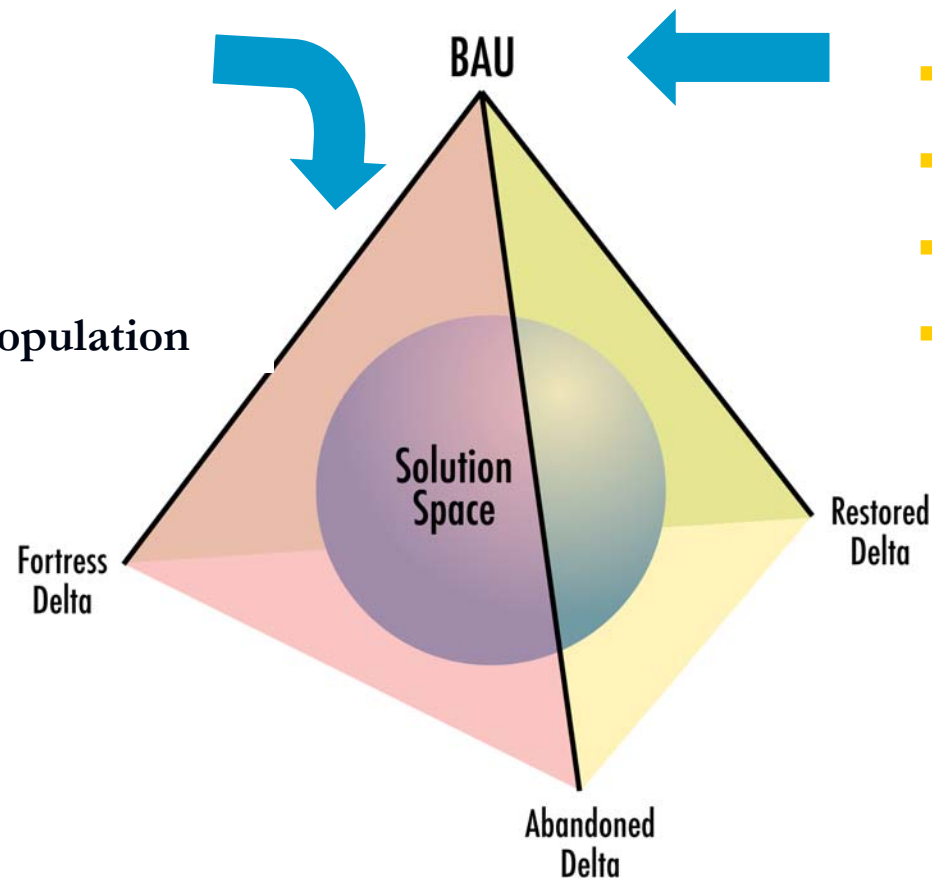 BAU
opulation
Solution
Space
Fortress
Delta
Restored
Delta
Abandoned
Delta